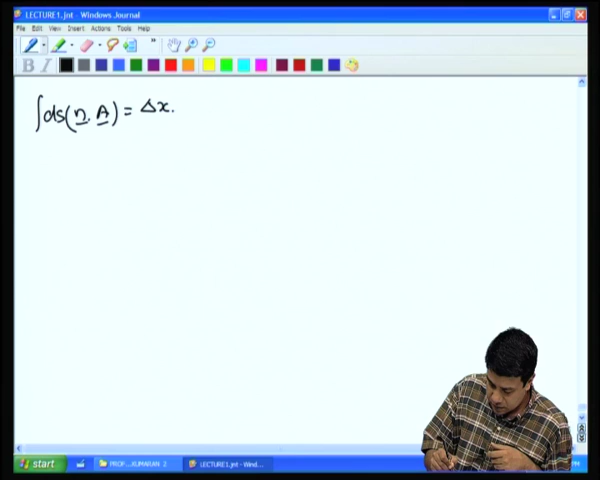 LECTURE1.jnt - Windows Journal
File Edit View Insert Actions Tools Help
B I
∫ds(n. A) = Δx.
start
PROF....KUMARAN 2
LECTURE1.jnt - Wind...
PM